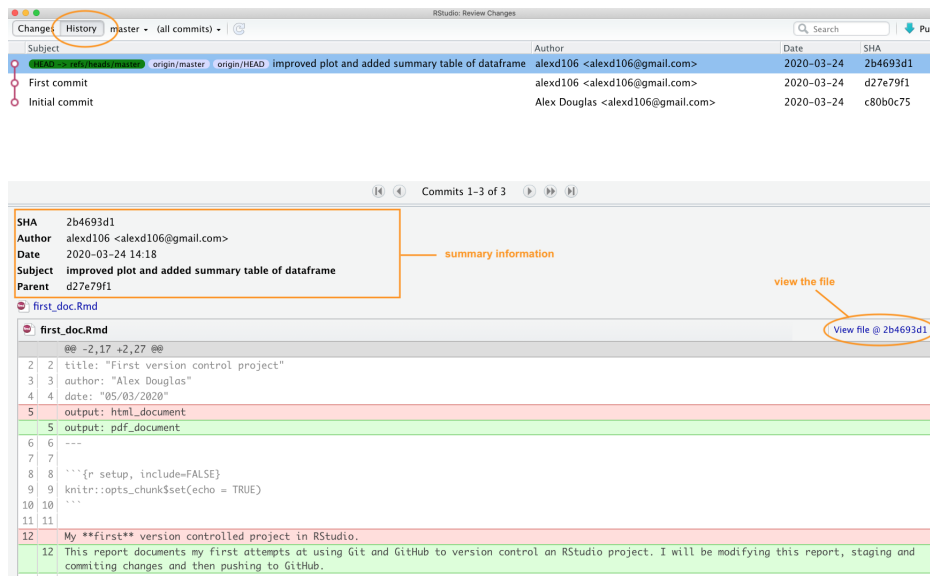 RStudio: Review Changes
Changes History master (all commits) Search Pu
Subject Author Date SHA
HEAD -> refs/heads/master origin/master origin/HEAD improved plot and added summary table of dataframe alexd106 <alexd106@gmail.com> 2020-03-24 2b4693d1
First commit alexd106 <alexd106@gmail.com> 2020-03-24 d27e79f1
Initial commit Alex Douglas <alexd106@gmail.com> 2020-03-24 c80b0c75
Commits 1-3 of 3
SHA 2b4693d1
Author alexd106 <alexd106@gmail.com>
Date 2020-03-24 14:18
summary information
Subject improved plot and added summary table of dataframe
Parent d27e79f1
view the file
first_doc.Rmd
first_doc.Rmd View file @ 2b4693d1
@@ -2,17 +2,27 @@
2 2 title: "First version control project"
3 3 author: "Alex Douglas"
4 4 date: "05/03/2020"
5 output: html_document
5 output: pdf_document
6 6 ---
7 7
8 8 ```{r setup, include=FALSE}
9 9 knitr::opts_chunk$set(echo = TRUE)
10 10 ```
11 11
12 My **first** version controlled project in RStudio.
12 This report documents my first attempts at using Git and GitHub to version control an RStudio project. I will be modifying this report, staging and
commiting changes and then pushing to GitHub.